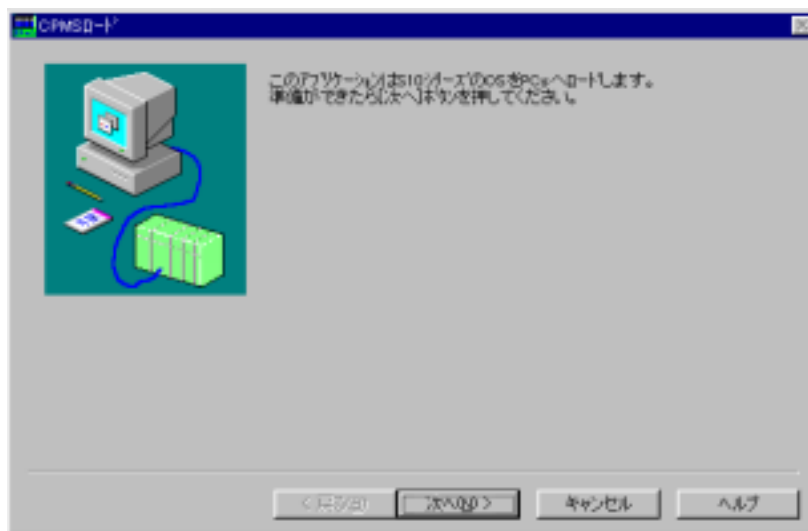 CPMSロード
このアプリケーションはS10シリーズのOSをPCsへロードします。
準備ができたら[次へ]ボタンを押してください。
< 戻る(B)
次へ(N) >
キャンセル
ヘルプ